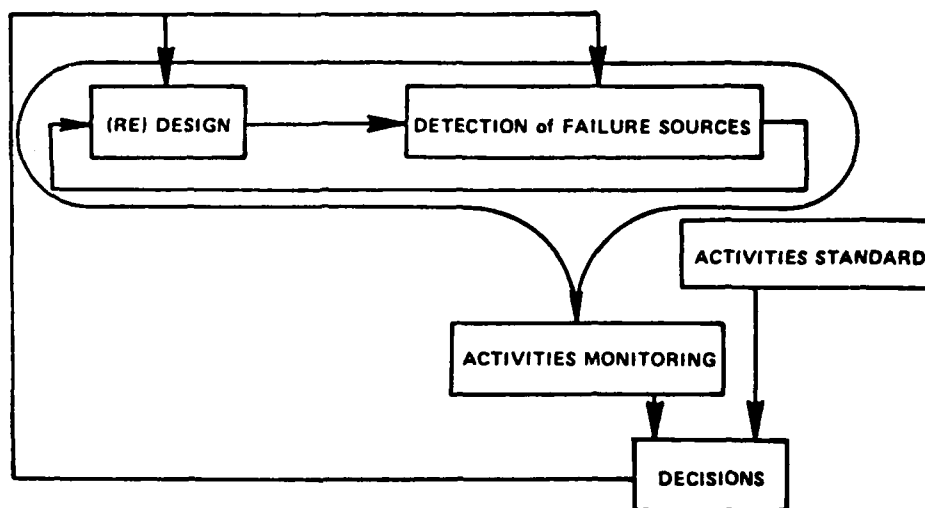 (RE) DESIGN
DETECTION of FAILURE SOURCES
ACTIVITIES STANDARD
ACTIVITIES MONITORING
DECISIONS